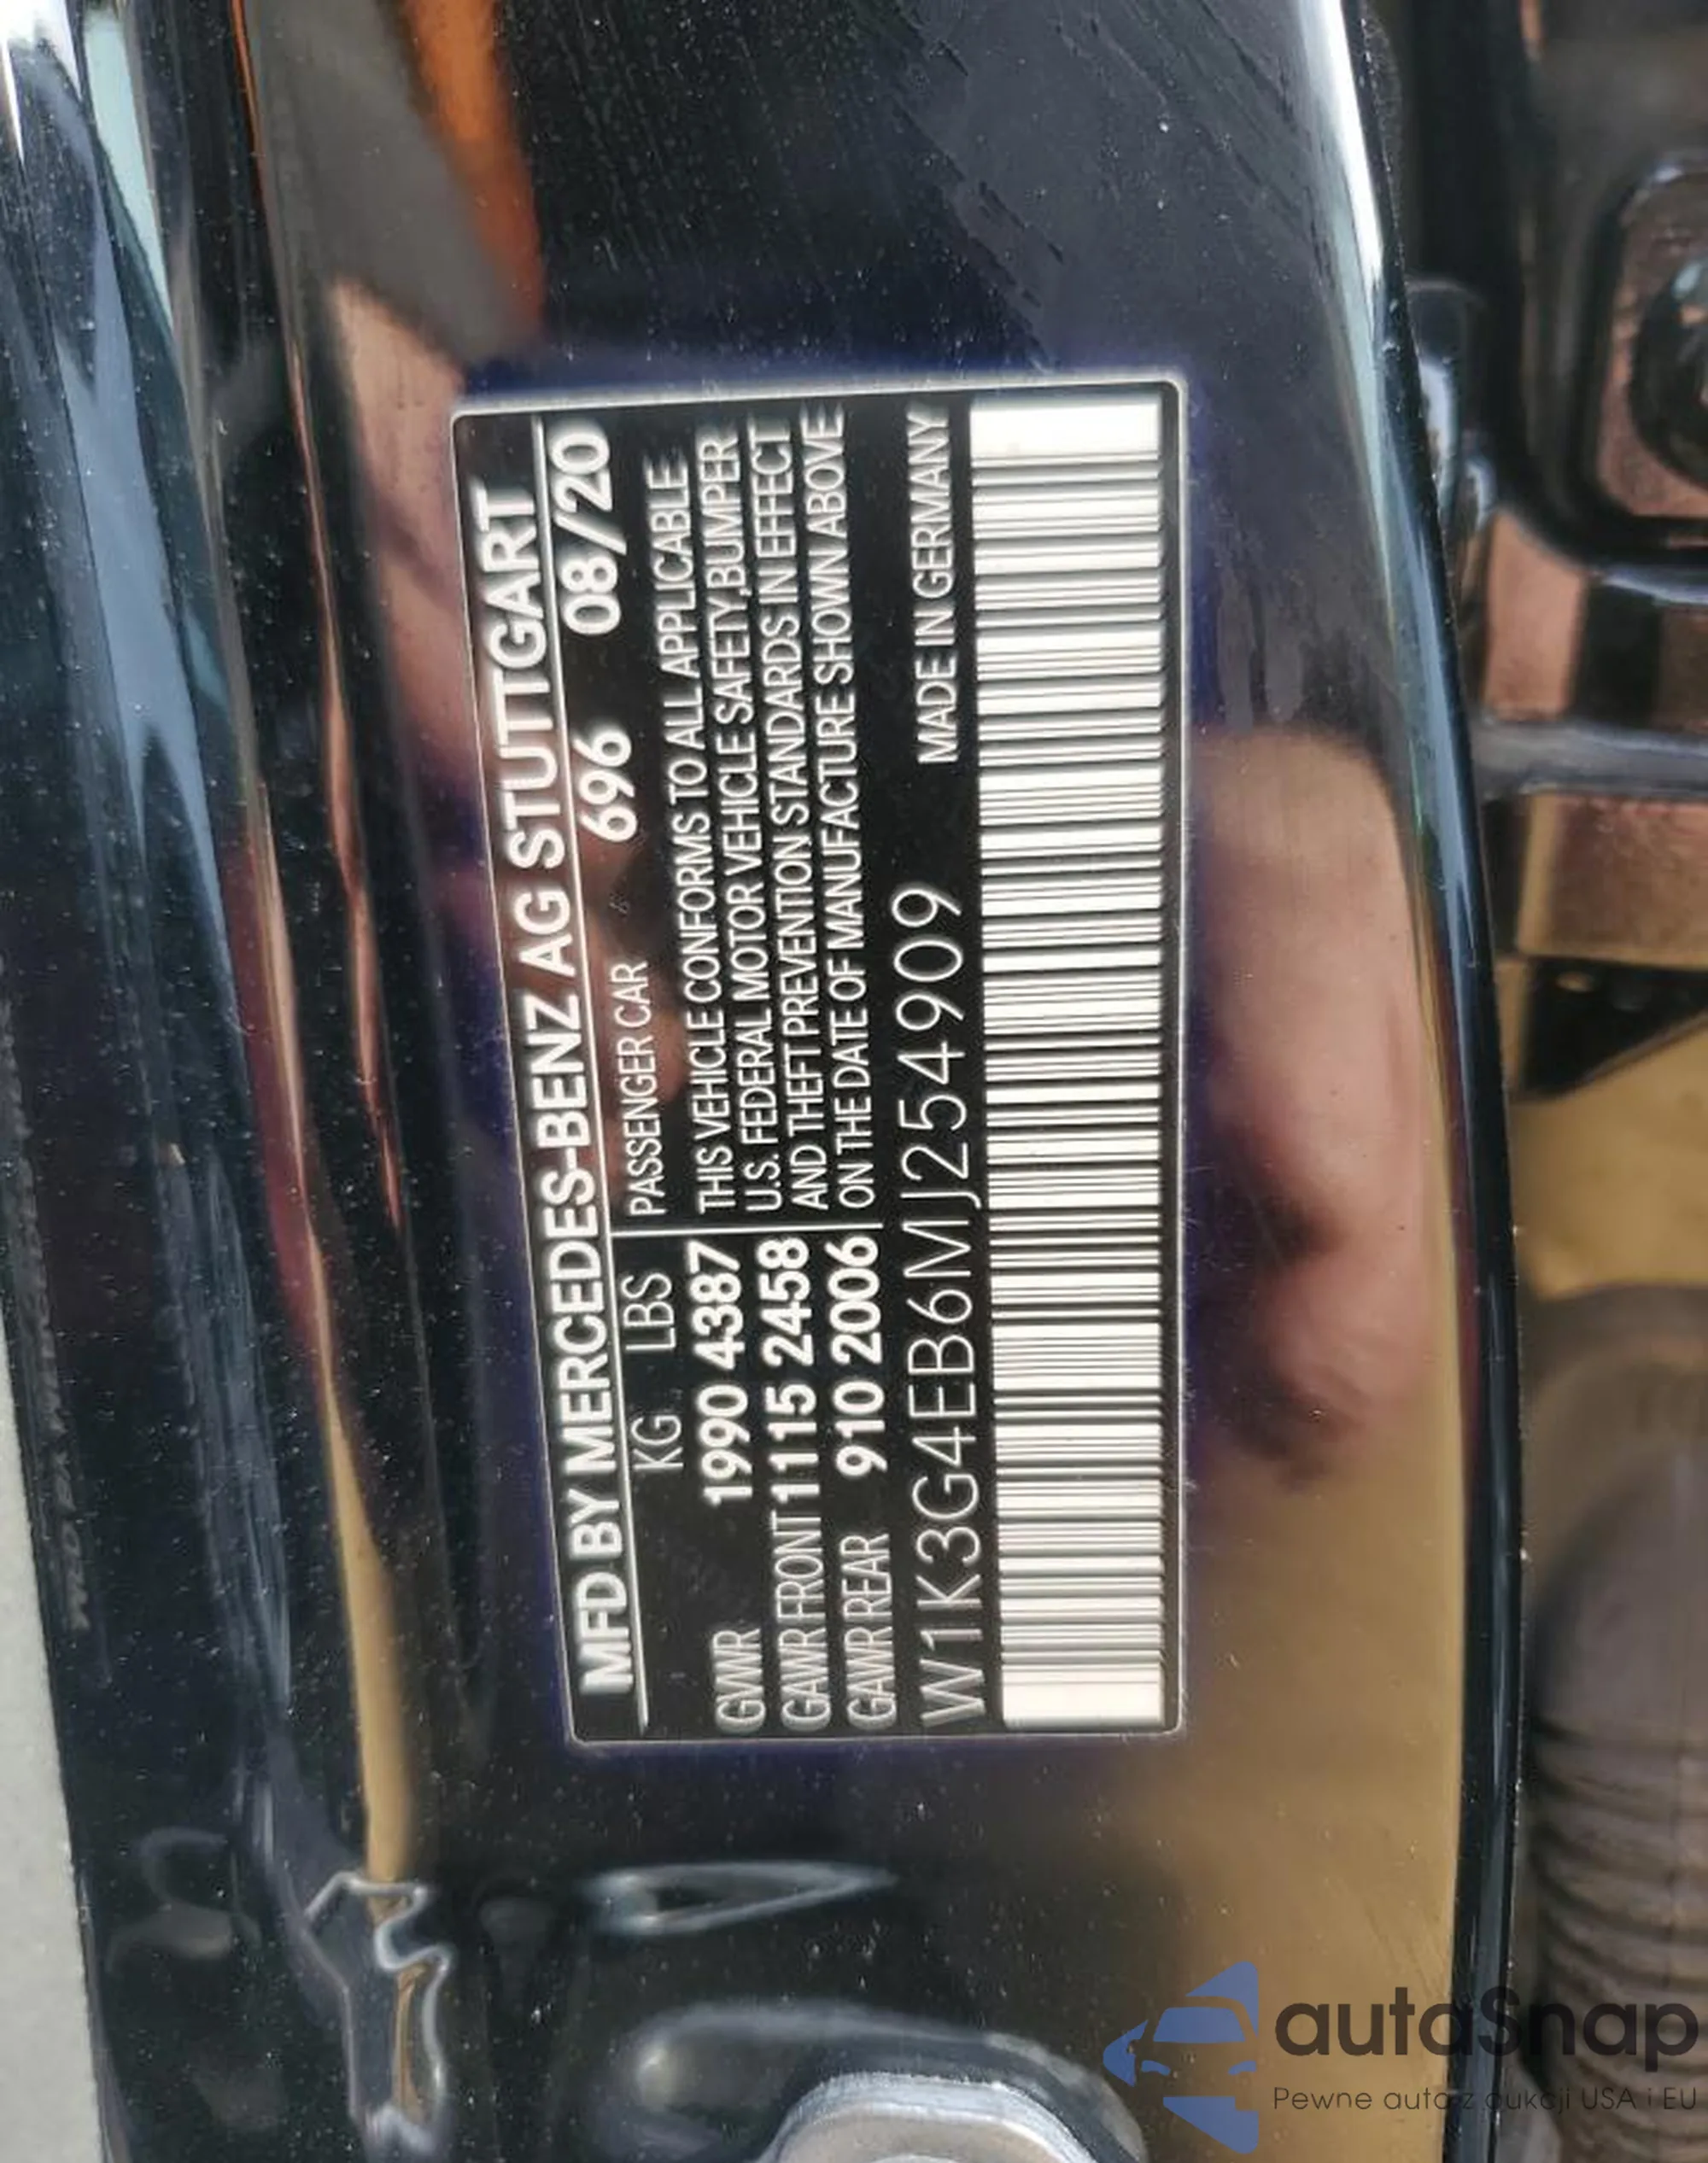 MFD BY MERCEDES-BENZ AG STUTTGART
KG LBS PASSENGER CAR 696 08/20
GVWR 1990 4387 THIS VEHICLE CONFORMS TO ALL APPLICABLE
U.S. FEDERAL MOTOR VEHICLE SAFETY,BUMPER
GAWR FRONT 1115 2458 AND THEFT PREVENTION STANDARDS IN EFFECT
GAWR REAR 910 2006 ON THE DATE OF MANUFACTURE SHOWN ABOVE
W1K3G4EB6MJ254909 MADE IN GERMANY
autaSnap
Pewne auta z aukcji USA i EU